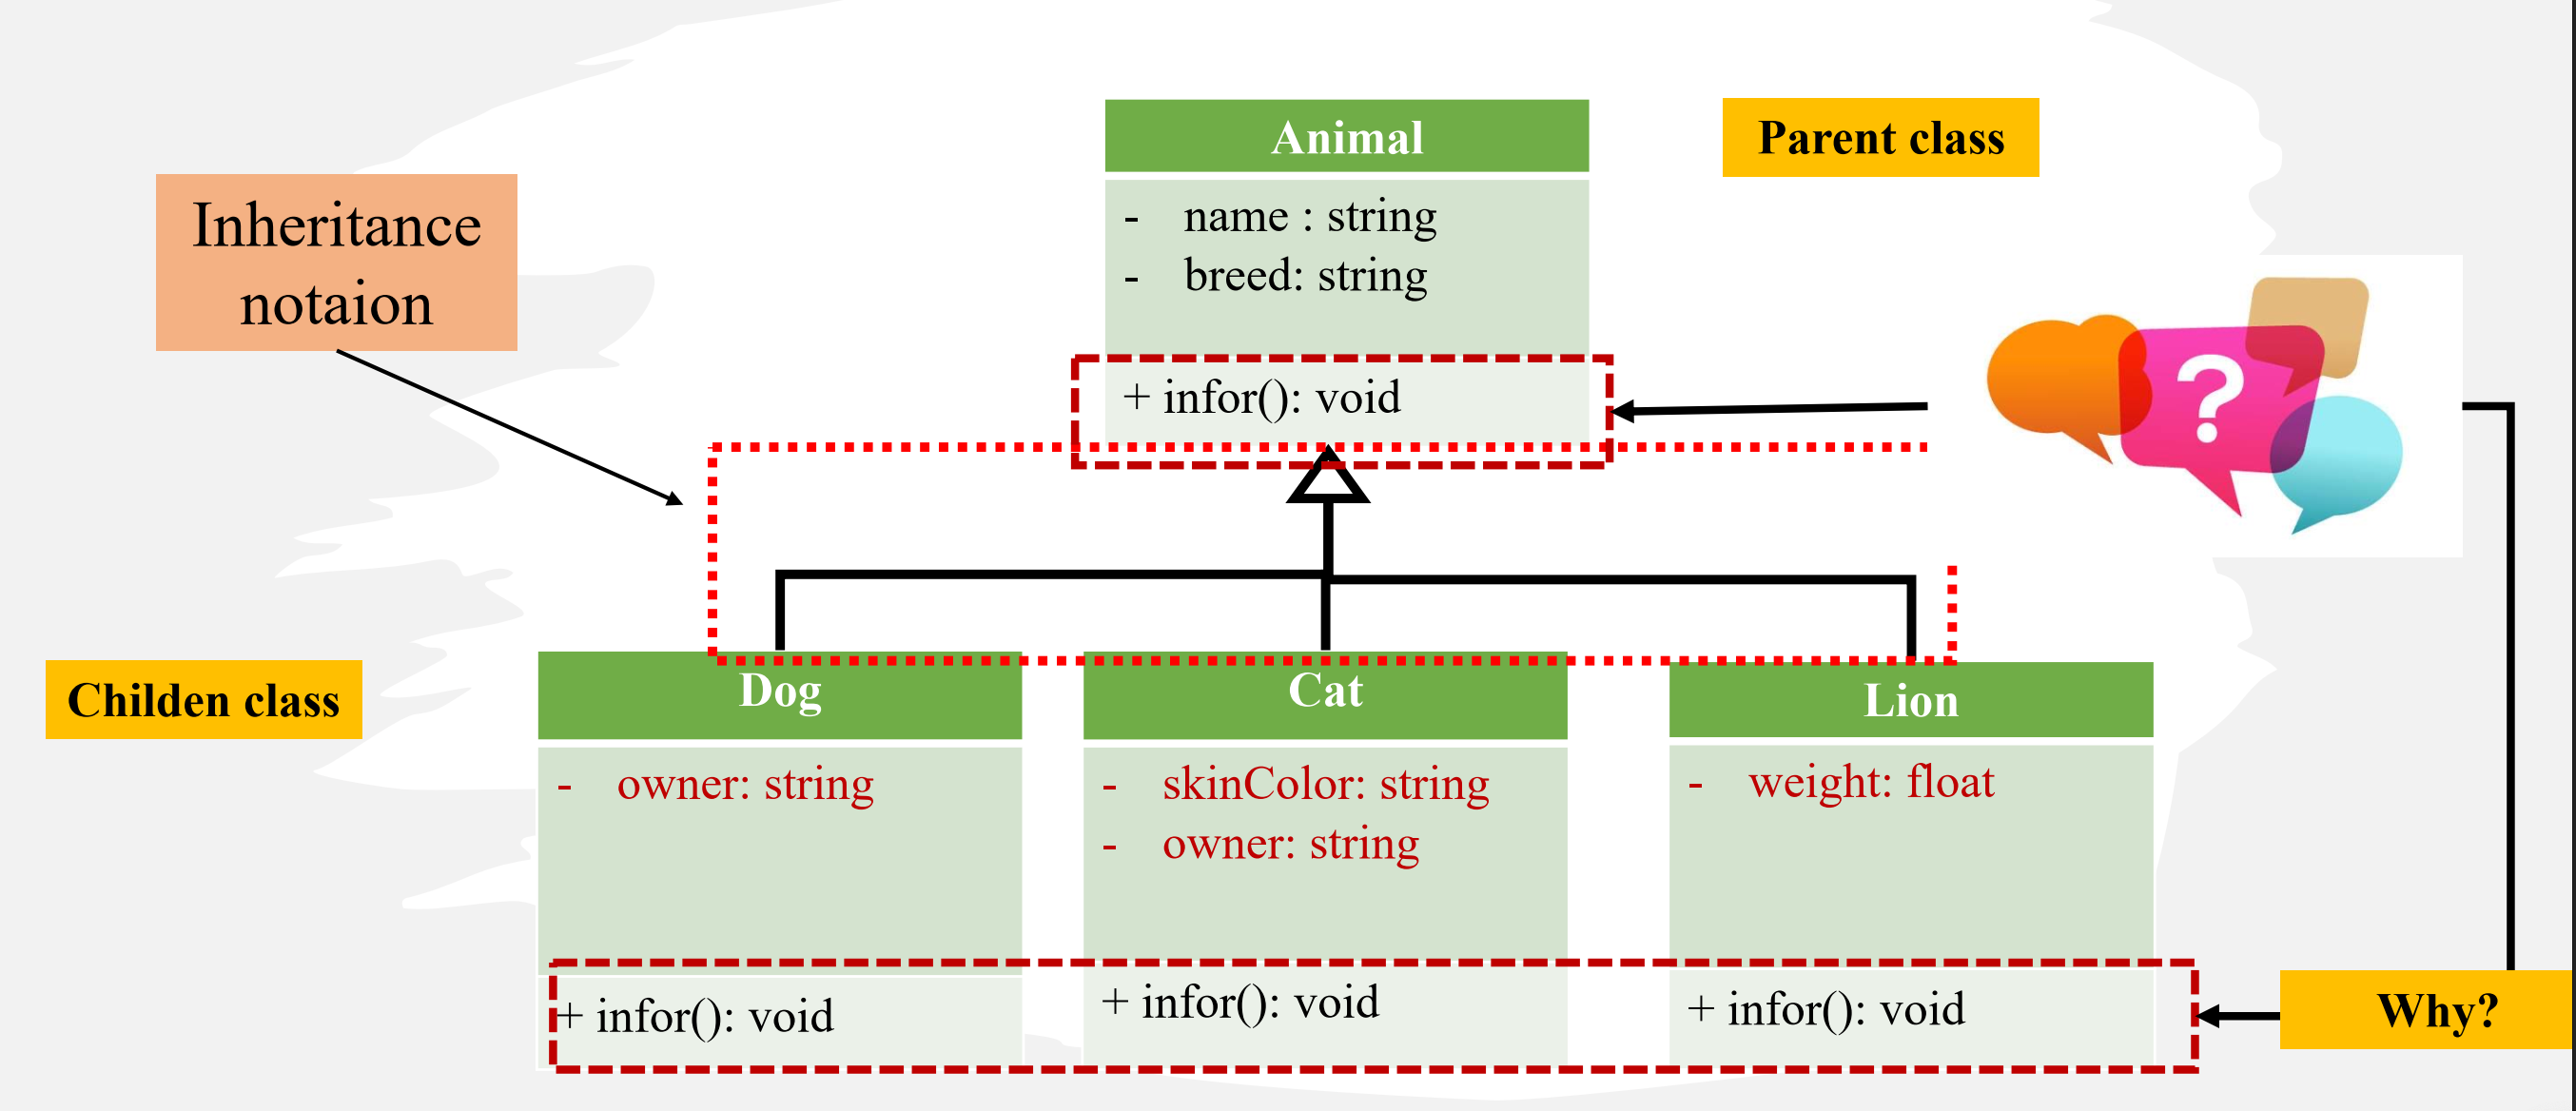 Animal
Parent class
- name : string
- breed: string
+ infor(): void
Inheritance
notaion
?
Childen class
Dog
- owner: string
+ infor(): void
Cat
- skinColor: string
- owner: string
+ infor(): void
Lion
- weight: float
+ infor(): void
Why?